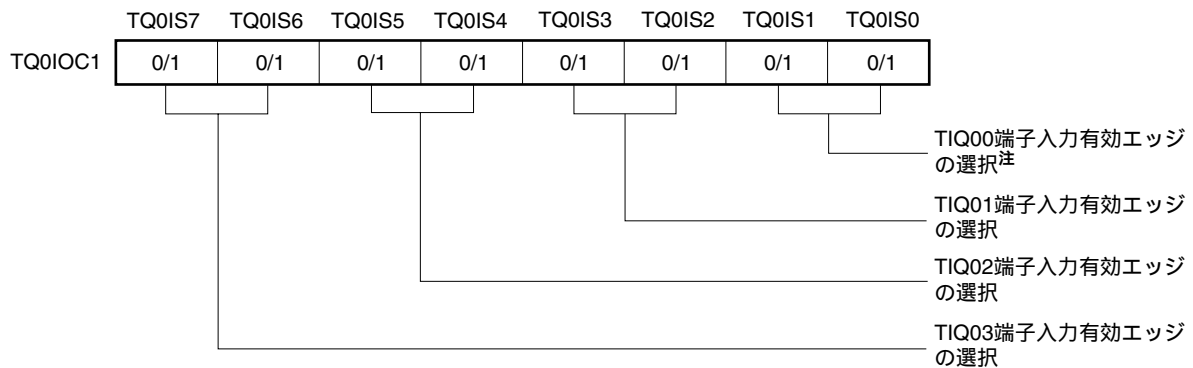 TQ0IS7 TQ0IS6 TQ0IS5 TQ0IS4 TQ0IS3 TQ0IS2 TQ0IS1 TQ0IS0
TQ0IOC1 0/1 0/1 0/1 0/1 0/1 0/1 0/1 0/1
TIQ00端子入力有効エッジ
の選択注
TIQ01端子入力有効エッジ
の選択
TIQ02端子入力有効エッジ
の選択
TIQ03端子入力有効エッジ
の選択